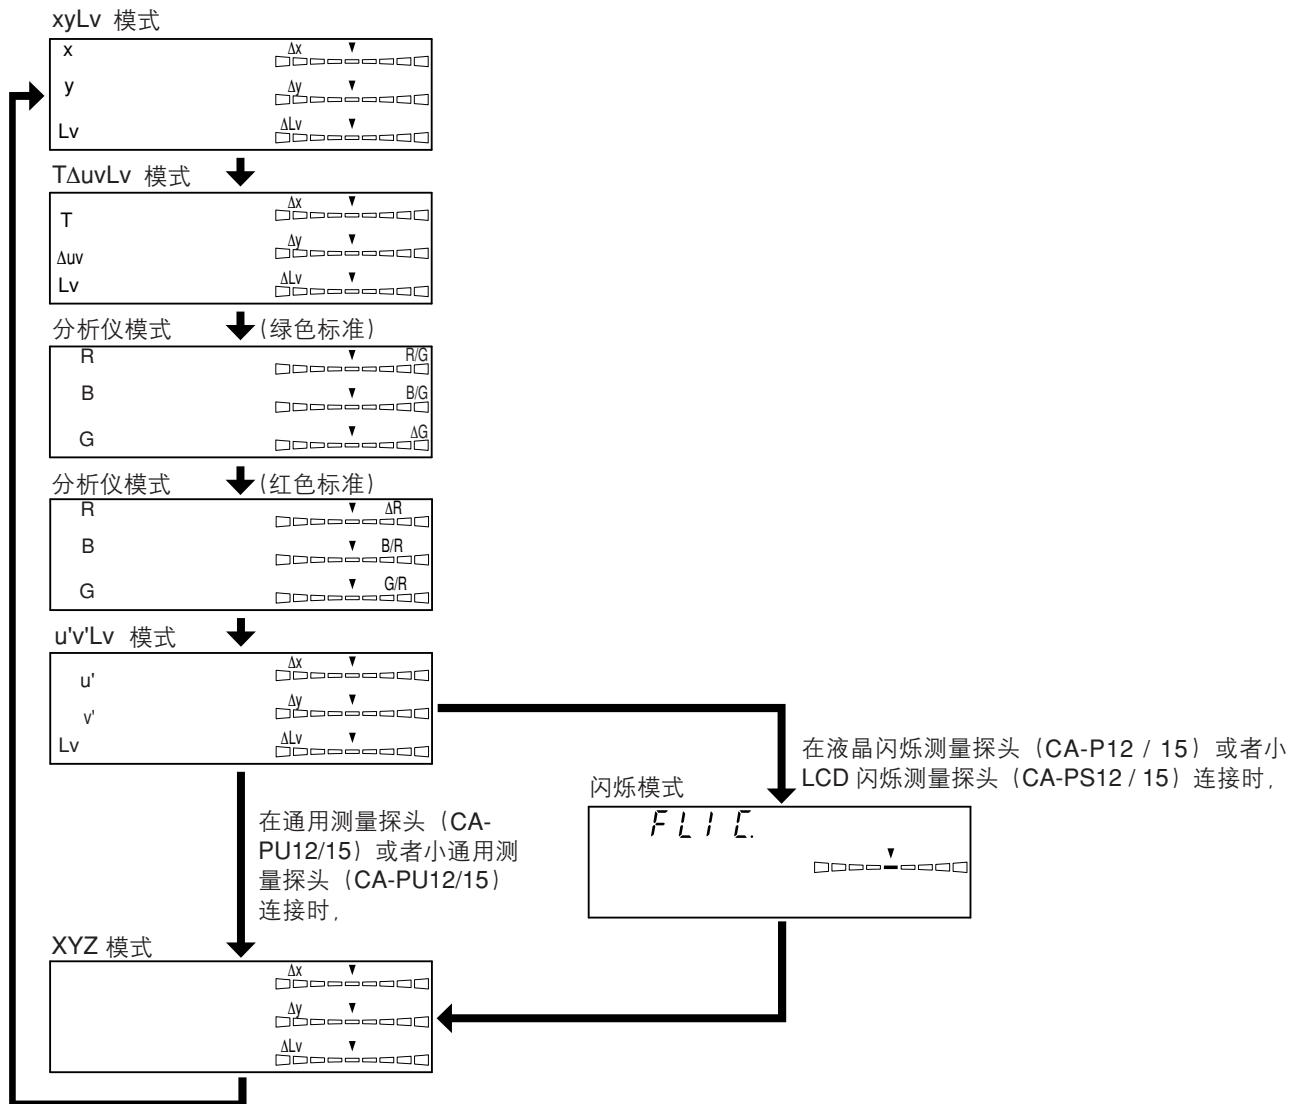 xyLv 模式
x Δx
y Δy
Lv ΔLv
TΔuvLv 模式
T Δx
Δuv Δy
Lv ΔLv
分析仪模式 (绿色标准)
R R/G
B B/G
G ΔG
分析仪模式 (红色标准)
R ΔR
B B/R
G G/R
u'v'Lv 模式
u' Δx
v' Δy
Lv ΔLv
在液晶闪烁测量探头（CA-P12 / 15）或者小
LCD 闪烁测量探头（CA-PS12 / 15）连接时,
闪烁模式
FLIC.
在通用测量探头（CA-
PU12/15）或者小通用测
量探头（CA-PU12/15）
连接时,
XYZ 模式
Δx
Δy
ΔLv